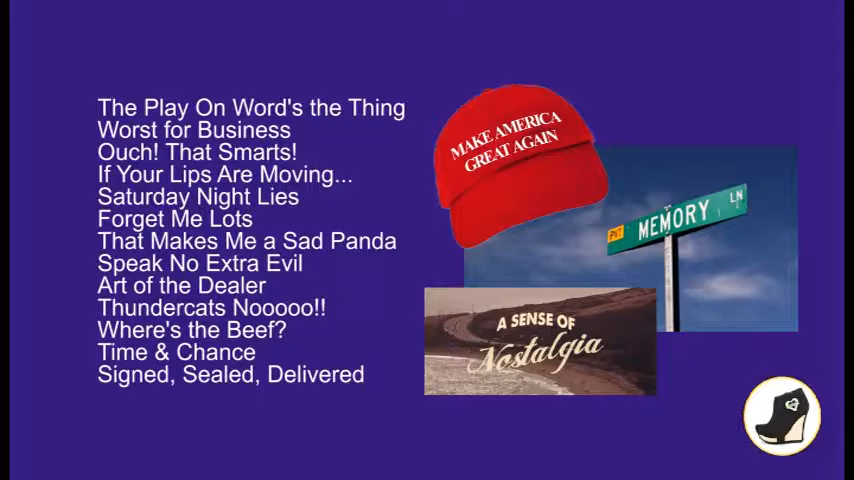 The Play On Word's the Thing
Worst for Business
Ouch! That Smarts!
If Your Lips Are Moving...
Saturday Night Lies
Forget Me Lots
That Makes Me a Sad Panda
Speak No Extra Evil
Art of the Dealer
Thundercats Nooooo!!
Where's the Beef?
Time & Chance
Signed, Sealed, Delivered
MAKE AMERICA
GREAT AGAIN
PVT MEMORY LN
A SENSE OF
Nostalgia